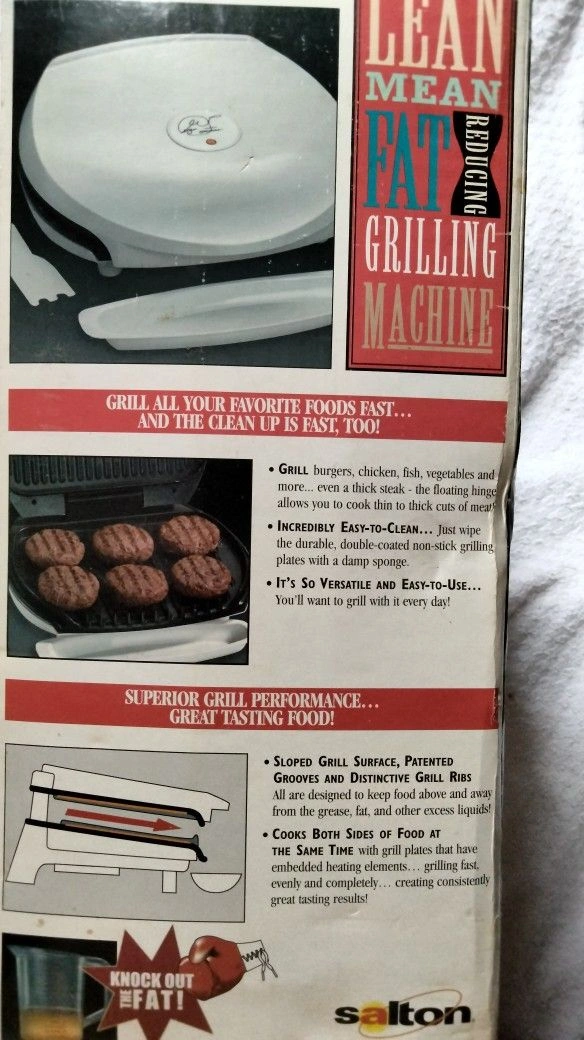 LEAN
MEAN
FAT
REDUCING
GRILLING
MACHINE
GRILL ALL YOUR FAVORITE FOODS FAST...
AND THE CLEAN UP IS FAST, TOO!
• GRILL burgers, chicken, fish, vegetables and
more... even a thick steak - the floating hinge
allows you to cook thin to thick cuts of meat!
• INCREDIBLY EASY-TO-CLEAN... Just wipe
the durable, double-coated non-stick grilling
plates with a damp sponge.
• IT'S SO VERSATILE AND EASY-TO-USE...
You'll want to grill with it every day!
SUPERIOR GRILL PERFORMANCE...
GREAT TASTING FOOD!
• SLOPED GRILL SURFACE, PATENTED
GROOVES AND DISTINCTIVE GRILL RIBS
All are designed to keep food above and away
from the grease, fat, and other excess liquids!
• COOKS BOTH SIDES OF FOOD AT
THE SAME TIME with grill plates that have
embedded heating elements... grilling fast,
evenly and completely... creating consistently
great tasting results!
KNOCK OUT
THE FAT!
salton